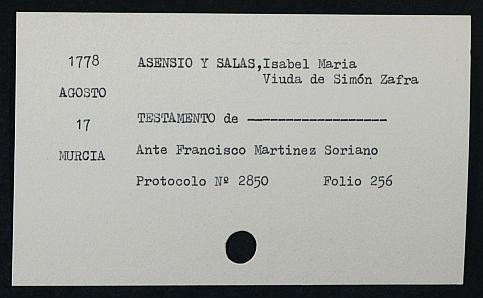 1778 ASENSIO Y SALAS,Isabel Maria
Viuda de Simón Zafra
AGOSTO
17 TESTAMENTO de -------------------
MURCIA Ante Francisco Martinez Soriano
Protocolo Nº 2850 Folio 256